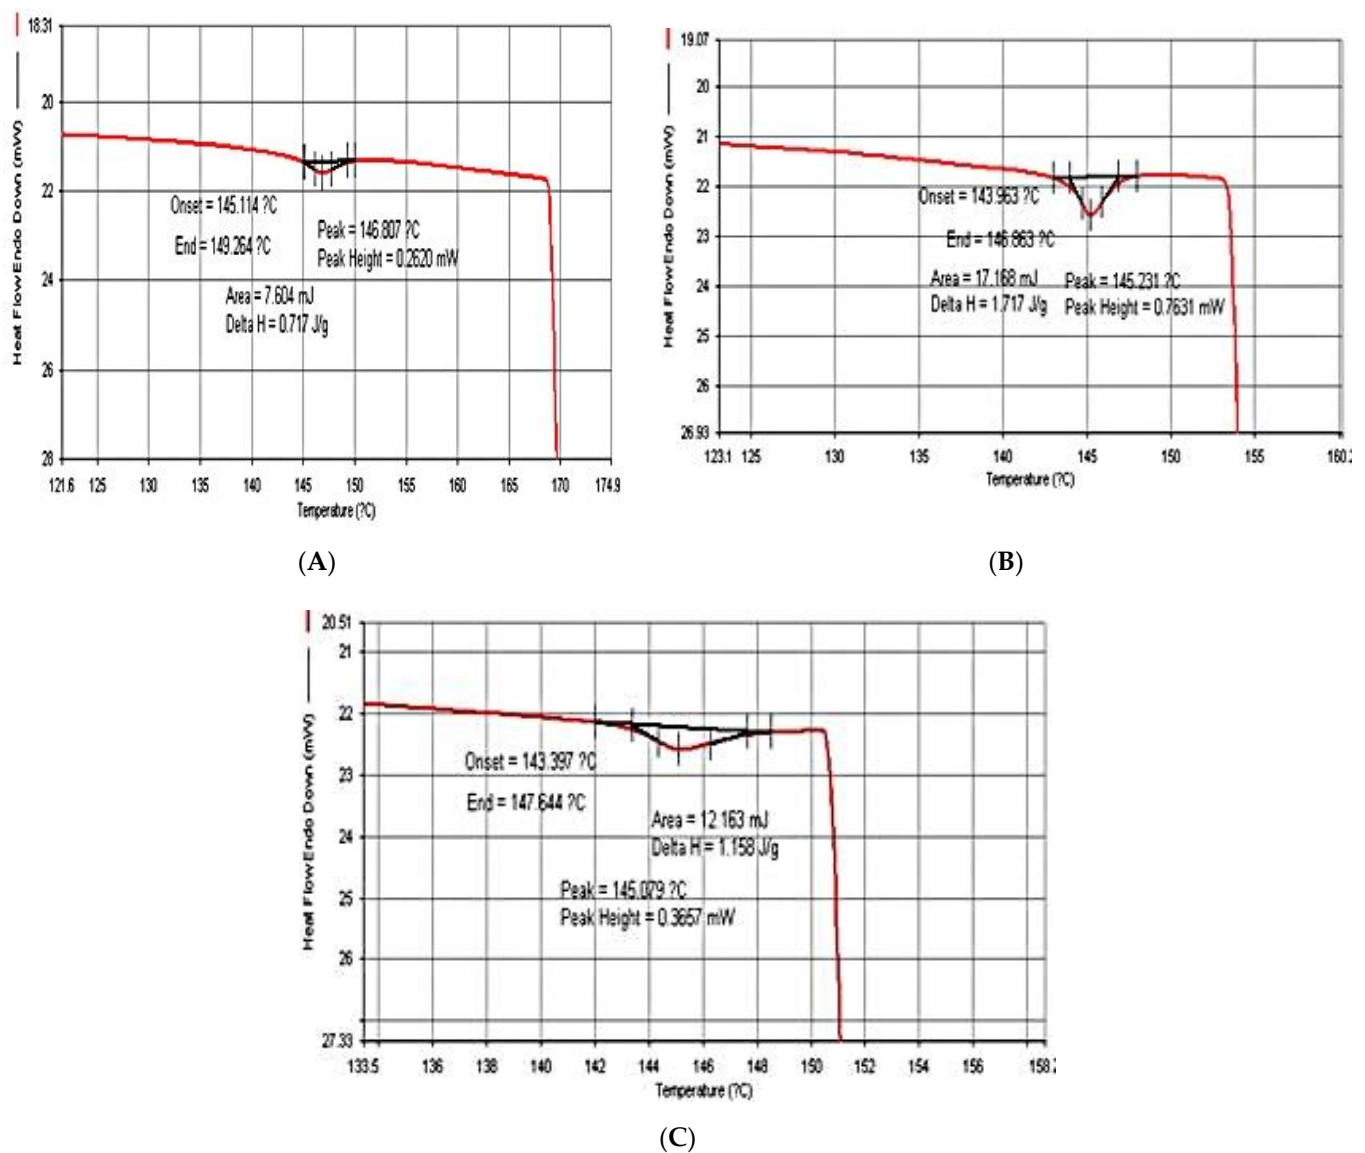 18.31
20
22
24
26
28
Heat Flow Endo Down (mW)
Onset = 145.114 ?C
End = 149.264 ?C
Peak = 146.807 ?C
Peak Height = 0.2620 mW
Area = 7.604 mJ
Delta H = 0.717 J/g
121.6 125 130 135 140 145 150 155 160 165 170 174.9
Temperature (?C)
(A)
19.07
20
21
22
23
24
25
26
26.93
Heat Flow Endo Down (mW)
Onset = 143.963 ?C
End = 146.863 ?C
Area = 17.168 mJ
Delta H = 1.717 J/g
Peak = 145.231 ?C
Peak Height = 0.7631 mW
123.1 125 130 135 140 145 150 155 160.2
Temperature (?C)
(B)
20.51
21
22
23
24
25
26
27.33
Heat Flow Endo Down (mW)
Onset = 143.397 ?C
End = 147.644 ?C
Area = 12.163 mJ
Delta H = 1.158 J/g
Peak = 145.079 ?C
Peak Height = 0.3657 mW
133.5 136 138 140 142 144 146 148 150 152 154 156 158.2
Temperature (?C)
(C)